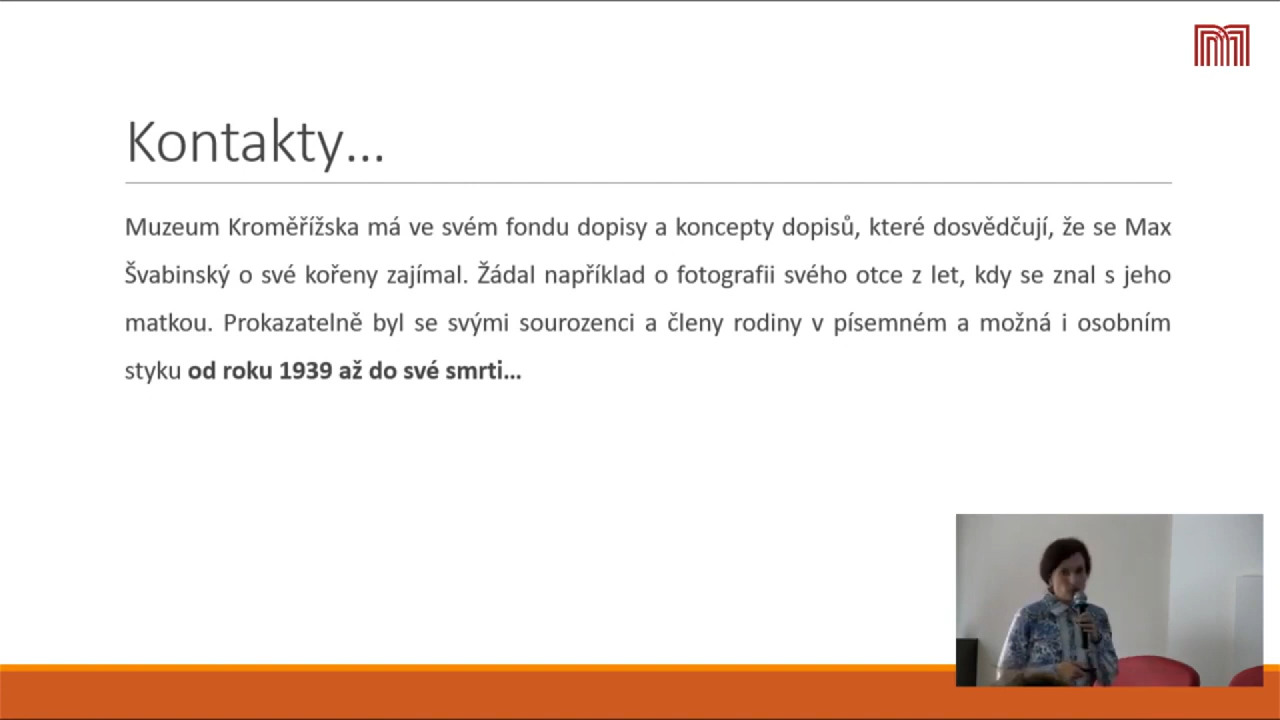 Kontakty...
Muzeum Kroměřížska má ve svém fondu dopisy a koncepty dopisů, které dosvědčují, že se Max
Švabinský o své kořeny zajímal. Žádal například o fotografii svého otce z let, kdy se znal s jeho
matkou. Prokazatelně byl se svými sourozenci a členy rodiny v písemném a možná i osobním
styku od roku 1939 až do své smrti...